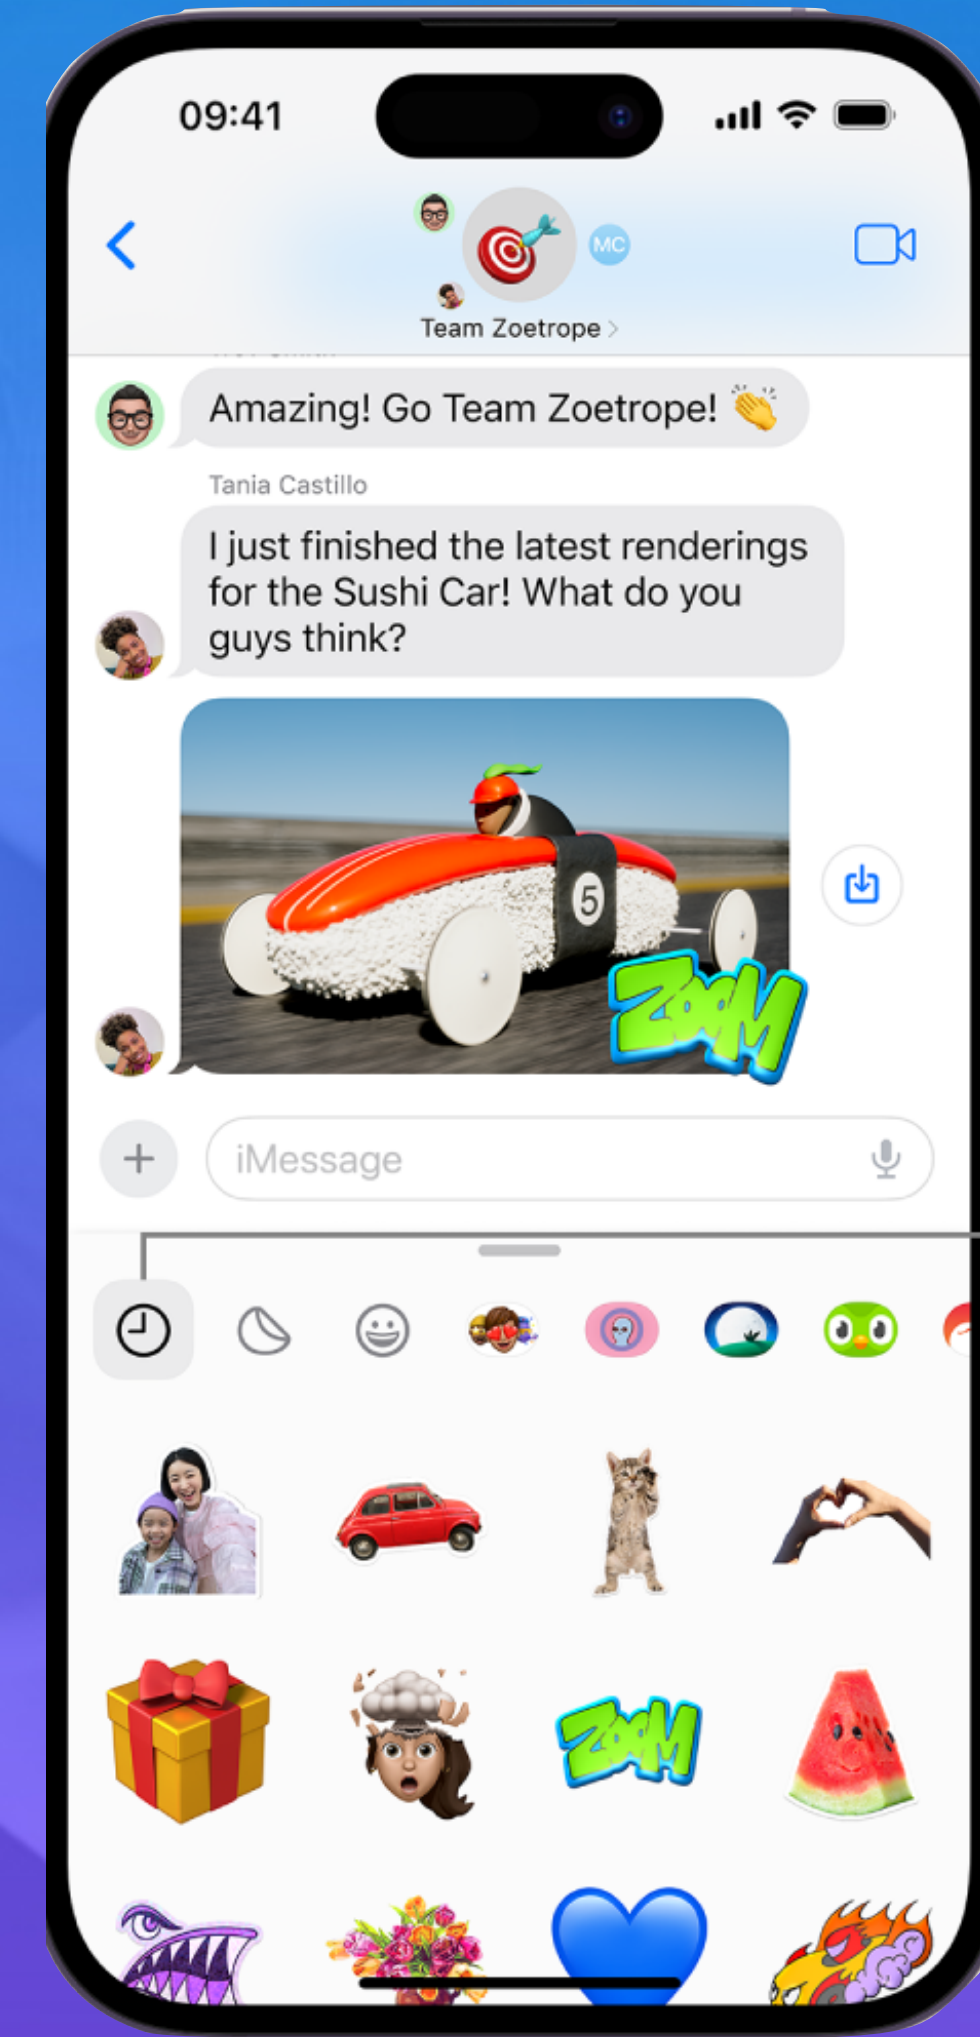 09:41
MC
Team Zoetrope
Amazing! Go Team Zoetrope! 👏
Tania Castillo
I just finished the latest renderings
for the Sushi Car! What do you
guys think?
5
ZOOM
iMessage
ZOOM